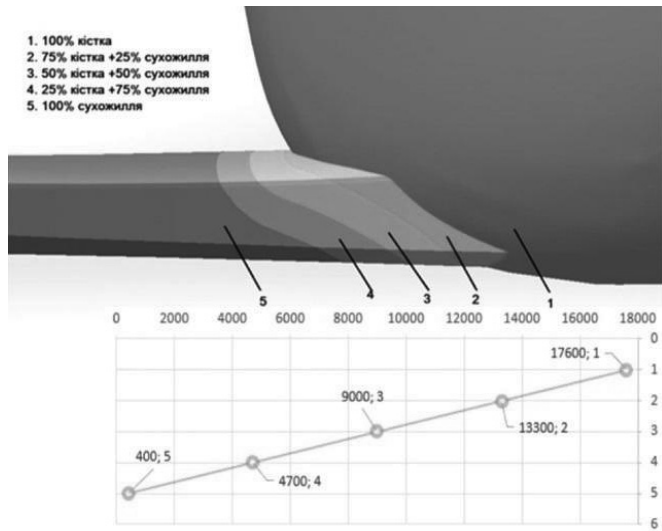 1. 100% кістка
2. 75% кістка +25% сухожилля
3. 50% кістка +50% сухожилля
4. 25% кістка +75% сухожилля
5. 100% сухожилля
5 4 3 2 1
0 2000 4000 6000 8000 10000 12000 14000 16000 18000
0
17600; 1
1
9000; 3
2
13300; 2
3
400; 5
4
4700; 4
5
6